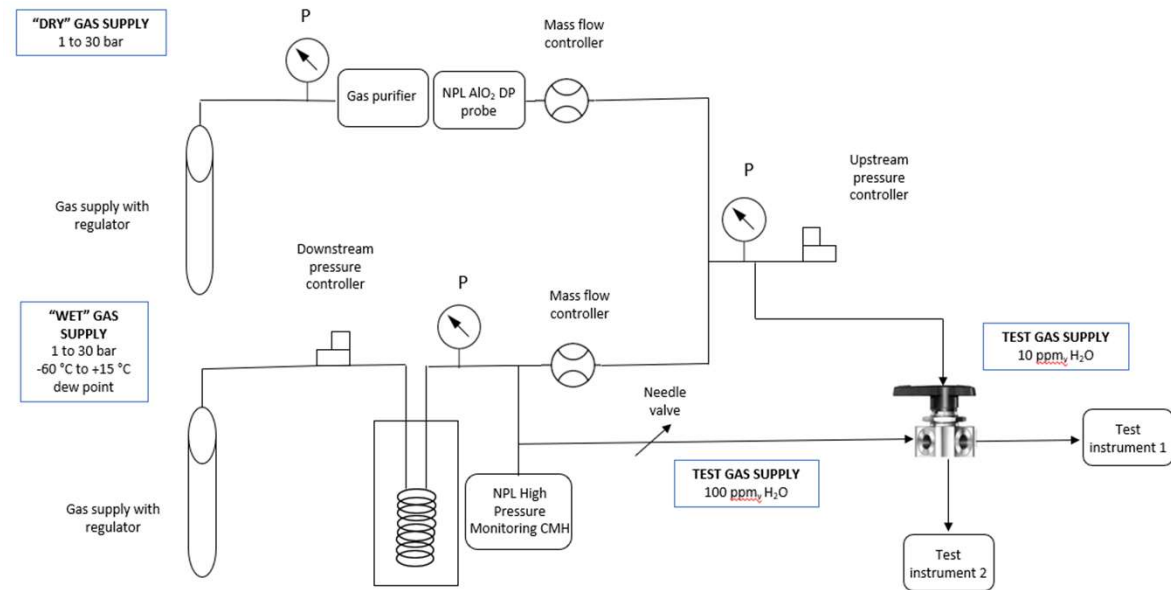 “DRY” GAS SUPPLY
1 to 30 bar
P
Mass flow
controller
Gas purifier
NPL AlO₂ DP
probe
Gas supply with
regulator
P
Upstream
pressure
controller
Downstream
pressure
controller
“WET” GAS
SUPPLY
1 to 30 bar
-60 °C to +15 °C
dew point
P
Mass flow
controller
TEST GAS SUPPLY
10 ppmᵥ H₂O
Needle
valve
Test
instrument 1
TEST GAS SUPPLY
100 ppmᵥ H₂O
NPL High
Pressure
Monitoring CMH
Gas supply with
regulator
Test
instrument 2